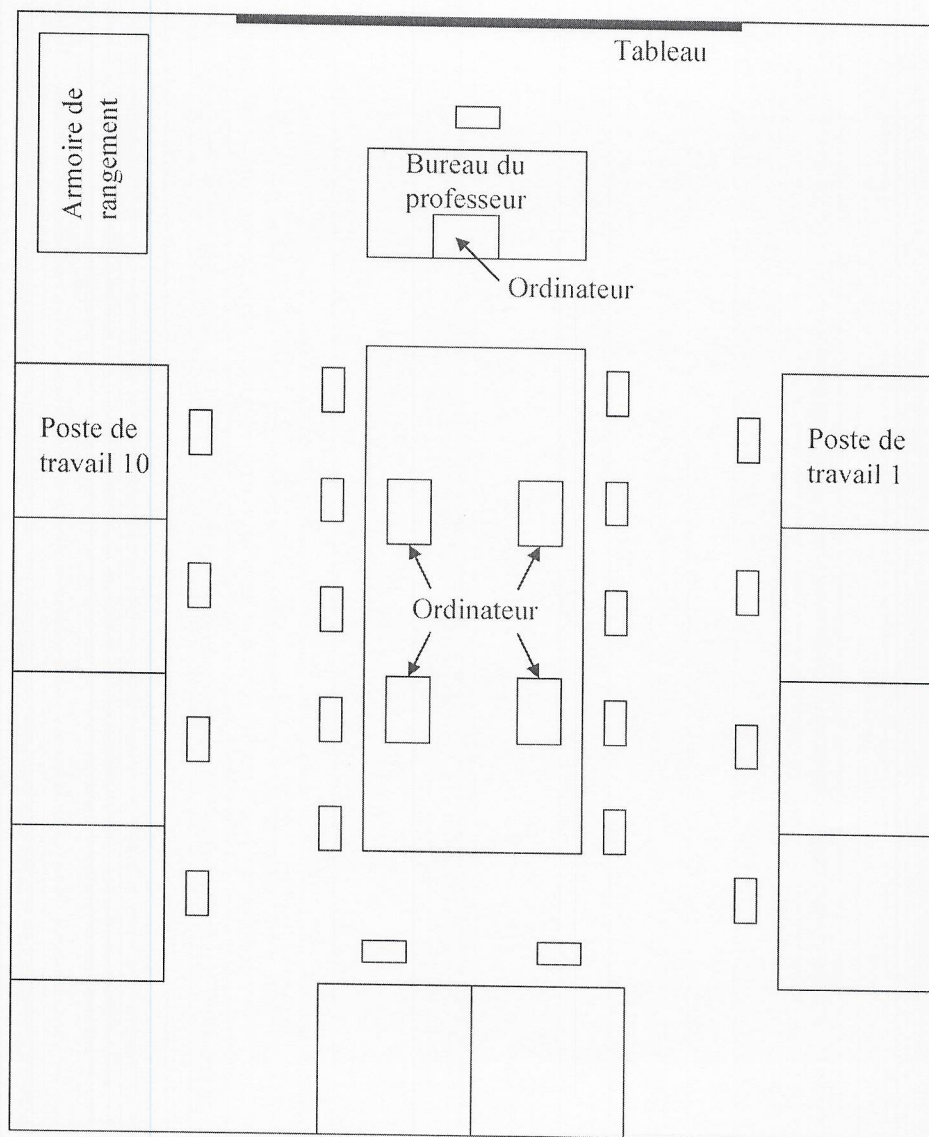 Tableau
Armoire de
rangement
Bureau du
professeur
Ordinateur
Poste de
travail 10
Poste de
travail 1
Ordinateur